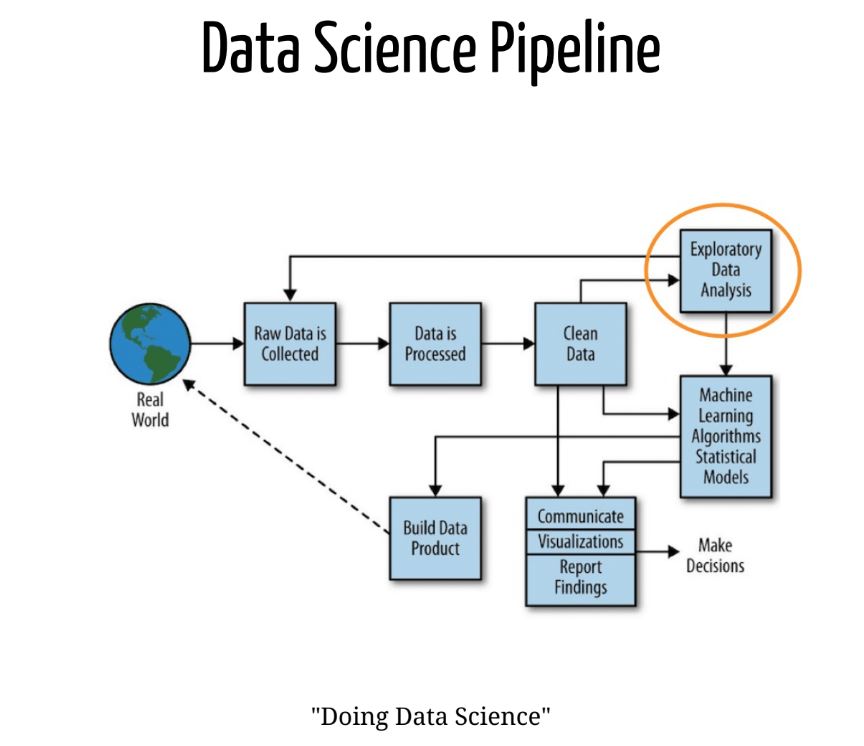 Data Science Pipeline
Exploratory
Data
Analysis
Raw Data is
Collected
Data is
Processed
Clean
Data
Real
World
Machine
Learning
Algorithms
Statistical
Models
Build Data
Product
Communicate
Visualizations
Report
Findings
Make
Decisions
"Doing Data Science"